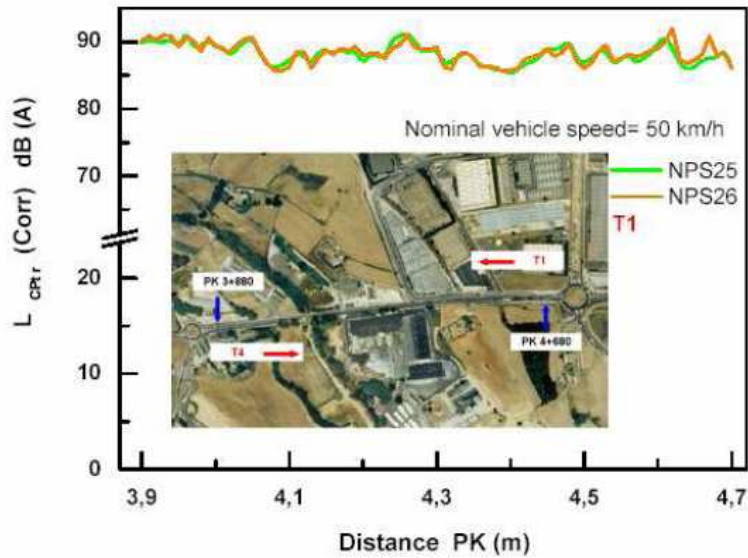 90
80
70
20
10
0
L CPtr (Corr) dB (A)
Nominal vehicle speed= 50 km/h
NPS25
NPS26
T1
T1
PK 3+880
PK 4+680
T4
3,9
4,1
4,3
4,5
4,7
Distance PK (m)